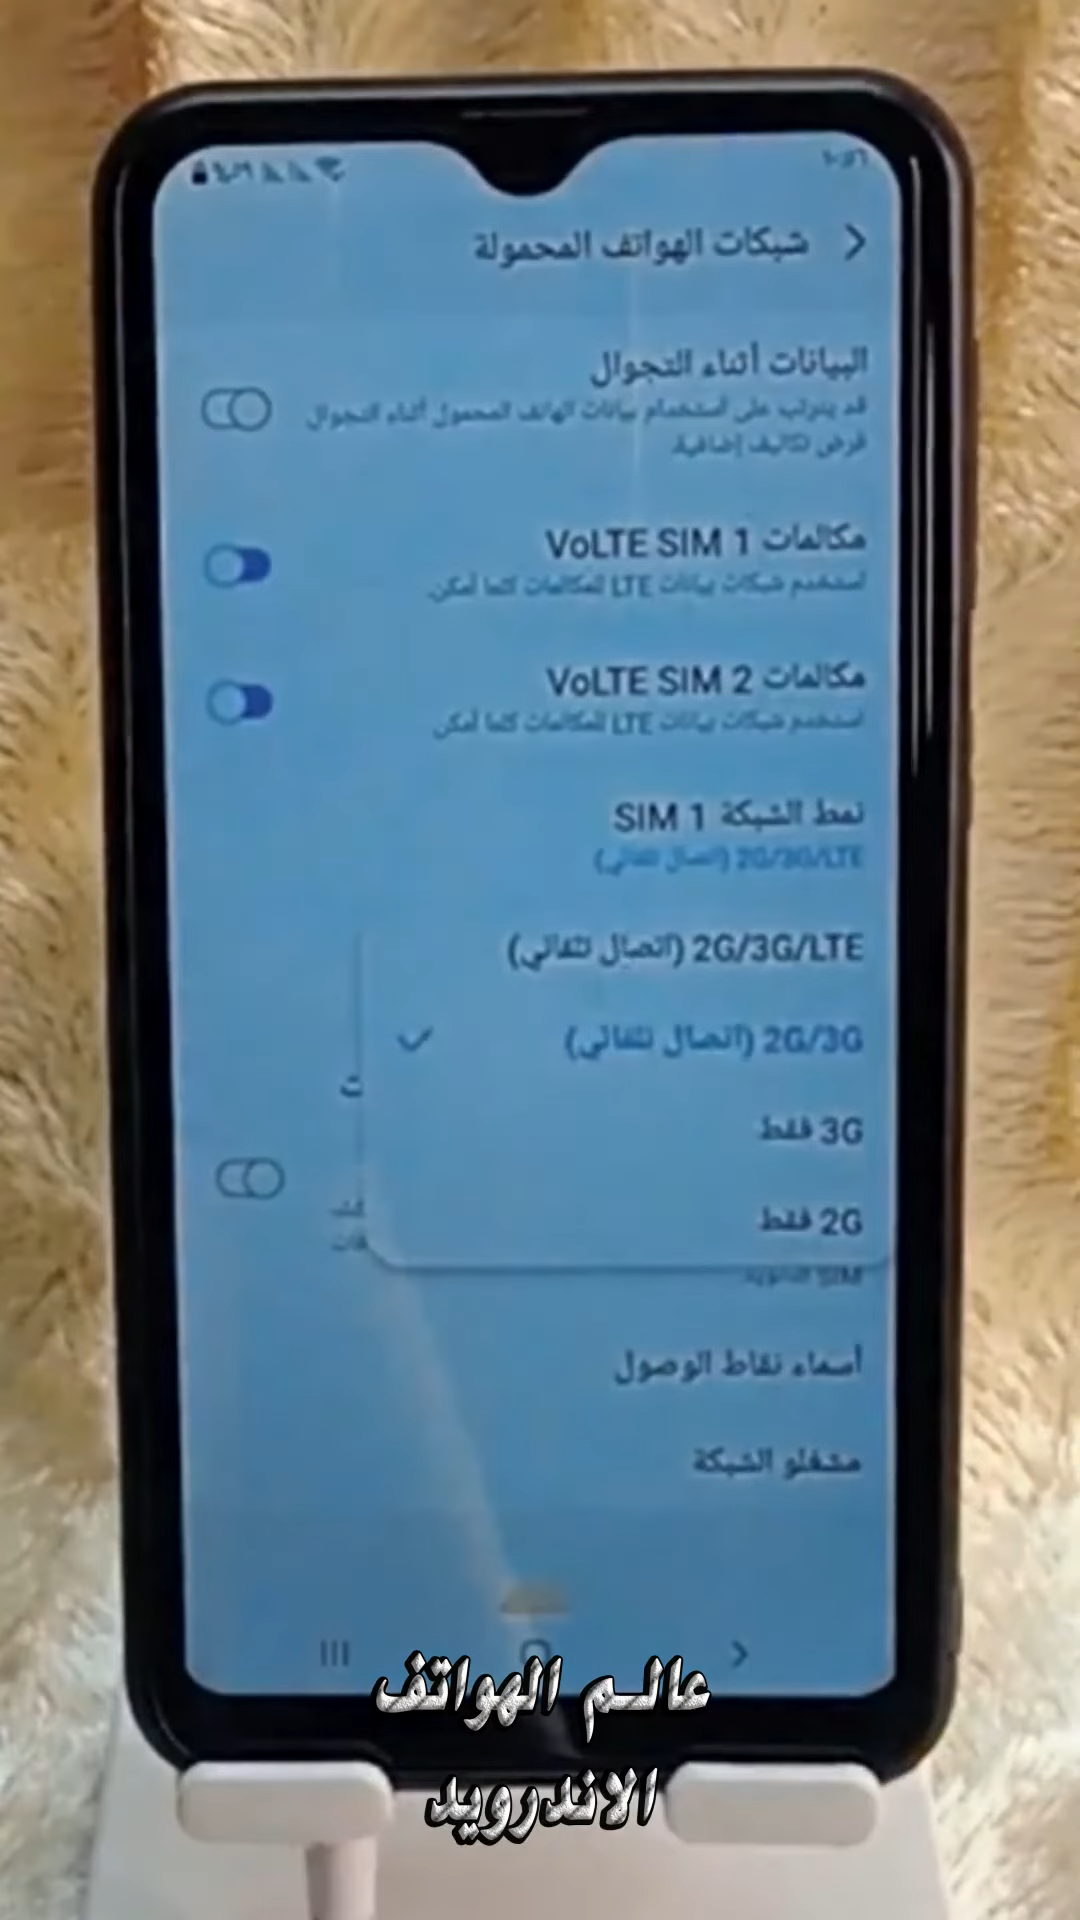 شبكات الهواتف المحمولة
البيانات أثناء التجوال
قد يترتب على استخدام بيانات الهاتف المحمول أثناء التجوال
فرض تكاليف إضافية.
مكالمات VoLTE SIM 1
استخدم شبكات بيانات LTE للمكالمات كلما أمكن.
مكالمات VoLTE SIM 2
استخدم شبكات بيانات LTE للمكالمات كلما أمكن.
نمط الشبكة SIM 1
2G/3G/LTE (اتصال تلقائي)
2G/3G/LTE (اتصال تلقائي)
2G/3G (اتصال تلقائي)
3G فقط
2G فقط
SIM
أسماء نقاط الوصول
مشغلو الشبكة
عالم الهواتف
الاندرويد